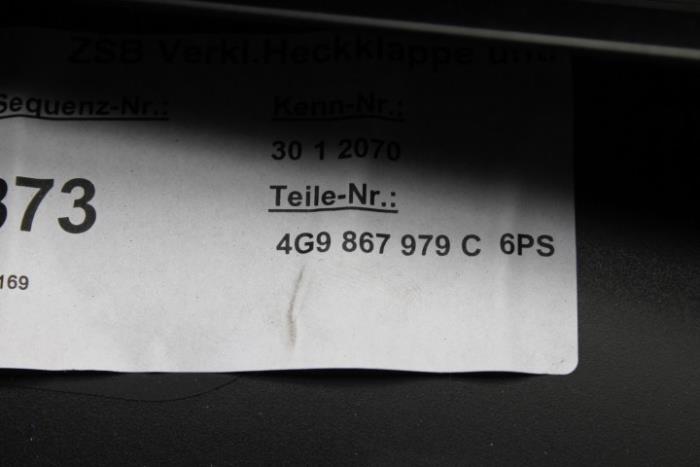 ZSB Verkl.Heckklappe unt.
Sequenz-Nr.:
Kenn-Nr.:
30 1 2070
Teile-Nr.:
373
4G9 867 979 C 6PS
169